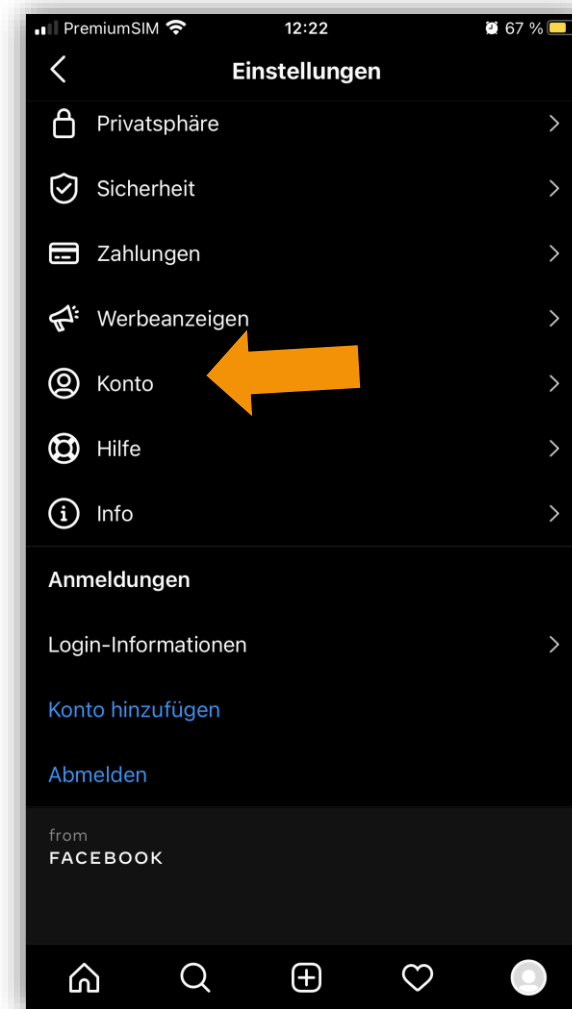 PremiumSIM 12:22 67 %
Einstellungen
Privatsphäre
Sicherheit
Zahlungen
Werbeanzeigen
Konto
Hilfe
Info
Anmeldungen
Login-Informationen
Konto hinzufügen
Abmelden
from
FACEBOOK